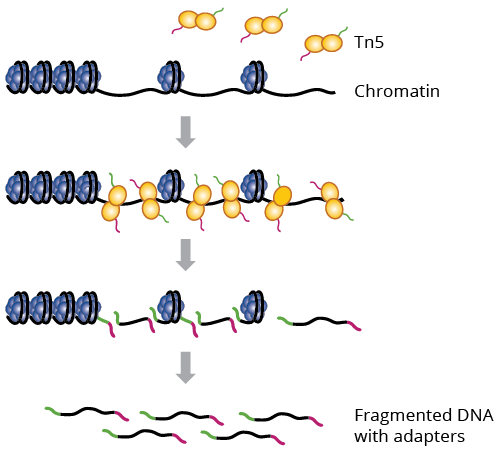 Tn5
Chromatin
Fragmented DNA
with adapters